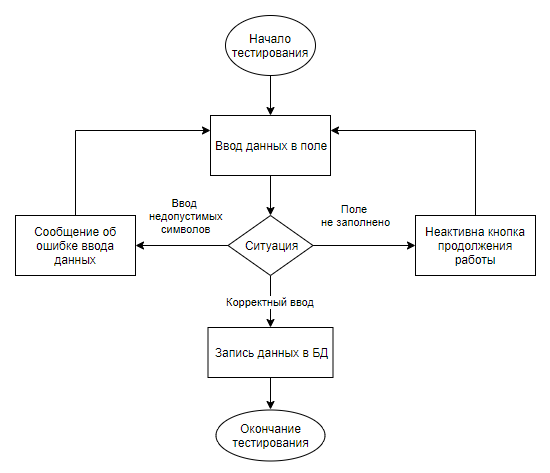 Начало
тестирования
Ввод данных в поле
Ввод
недопустимых
символов
Поле
не заполнено
Сообщение об
ошибке ввода
данных
Ситуация
Неактивна кнопка
продолжения
работы
Корректный ввод
Запись данных в БД
Окончание
тестирования